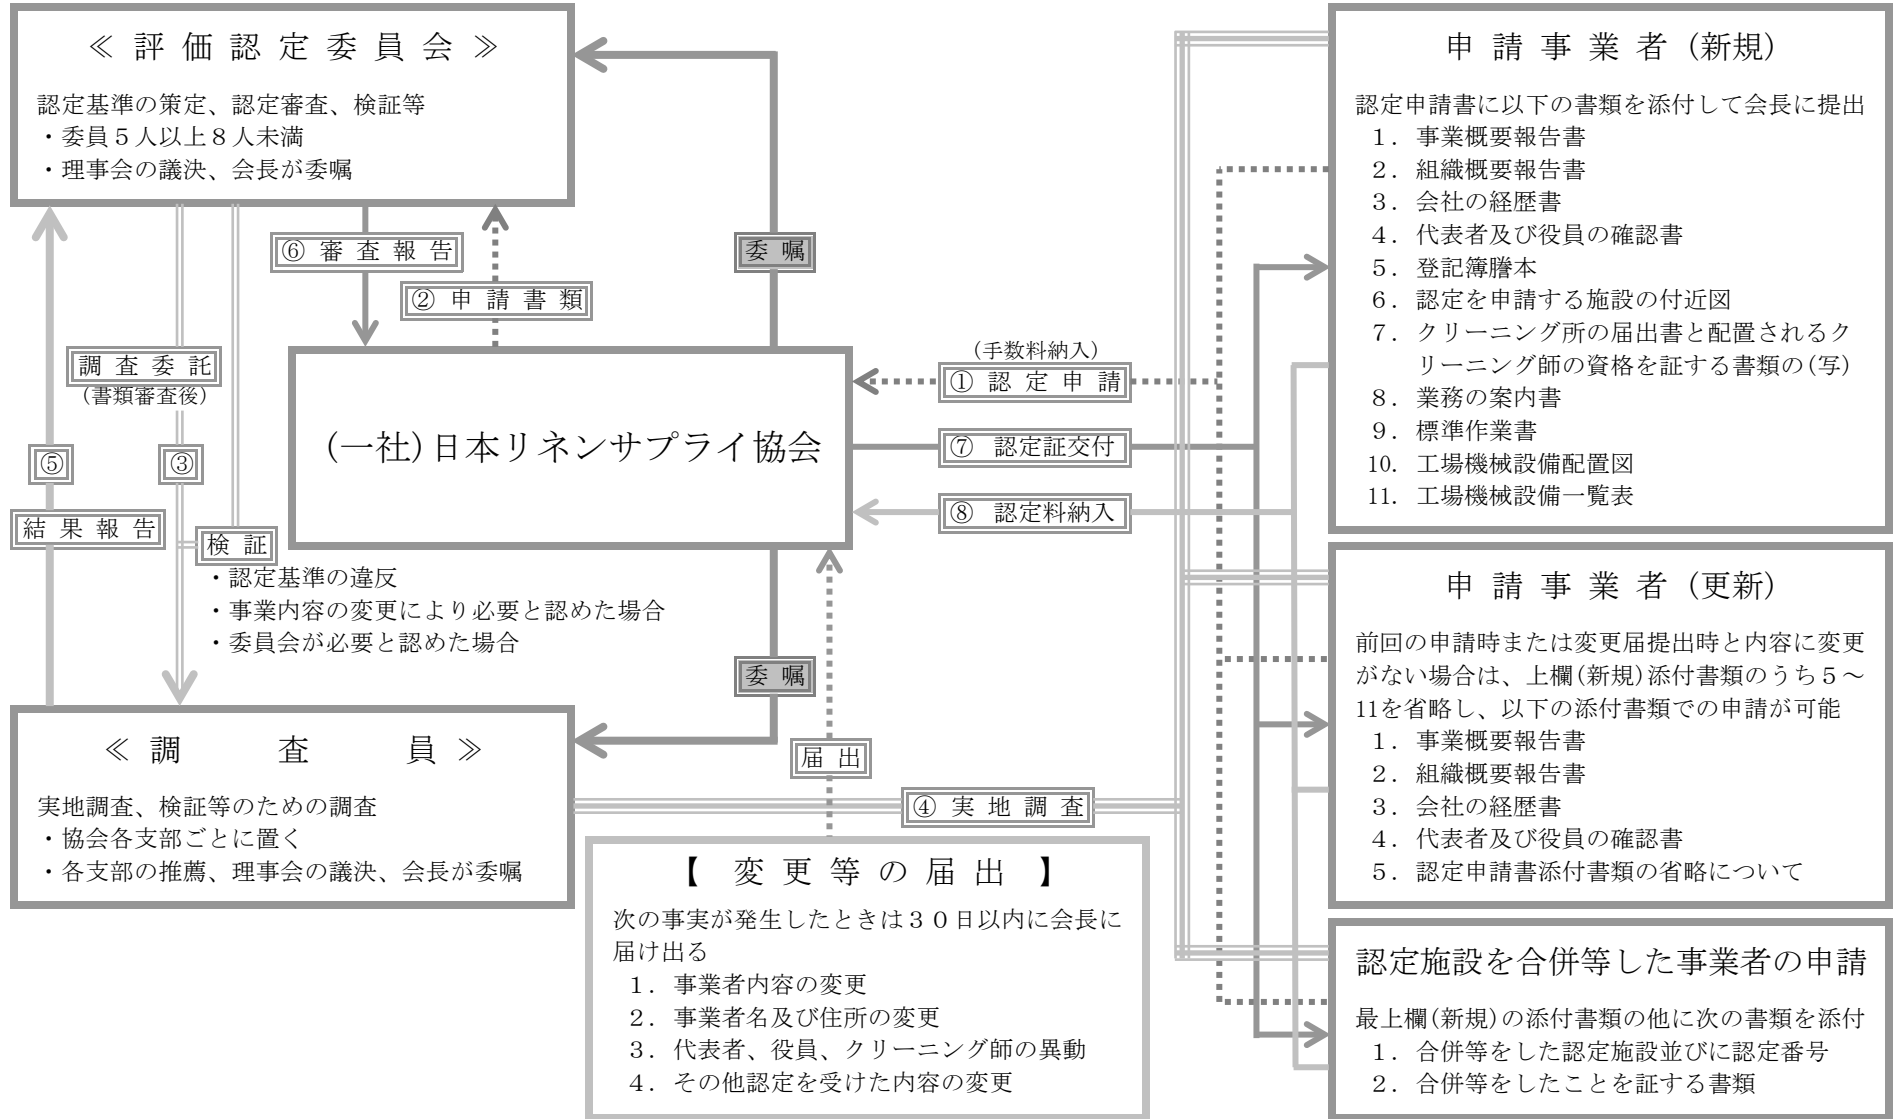 ≪ 評 価 認 定 委 員 会 ≫
認定基準の策定、認定審査、検証等
・委員５人以上８人未満
・理事会の議決、会長が委嘱
⑥ 審 査 報 告
② 申 請 書 類
委 嘱
調 査 委 託
(書類審査後)
⑤
③
結 果 報 告
検 証
・認定基準の違反
・事業内容の変更により必要と認めた場合
・委員会が必要と認めた場合
(一社)日本リネンサプライ協会
(手数料納入)
① 認 定 申 請
⑦ 認定証交付
⑧ 認定料納入
委 嘱
届 出
④ 実 地 調 査
≪ 調 査 員 ≫
実地調査、検証等のための調査
・協会各支部ごとに置く
・各支部の推薦、理事会の議決、会長が委嘱
【 変 更 等 の 届 出 】
次の事実が発生したときは３０日以内に会長に
届け出る
１．事業者内容の変更
２．事業者名及び住所の変更
３．代表者、役員、クリーニング師の異動
４．その他認定を受けた内容の変更
申 請 事 業 者 (新規)
認定申請書に以下の書類を添付して会長に提出
１．事業概要報告書
２．組織概要報告書
３．会社の経歴書
４．代表者及び役員の確認書
５．登記簿謄本
６．認定を申請する施設の付近図
７．クリーニング所の届出書と配置されるク
リーニング師の資格を証する書類の(写)
８．業務の案内書
９．標準作業書
10．工場機械設備配置図
11．工場機械設備一覧表
申 請 事 業 者 (更新)
前回の申請時または変更届提出時と内容に変更
がない場合は、上欄(新規)添付書類のうち５～
11を省略し、以下の添付書類での申請が可能
１．事業概要報告書
２．組織概要報告書
３．会社の経歴書
４．代表者及び役員の確認書
５．認定申請書添付書類の省略について
認定施設を合併等した事業者の申請
最上欄(新規)の添付書類の他に次の書類を添付
１．合併等をした認定施設並びに認定番号
２．合併等をしたことを証する書類